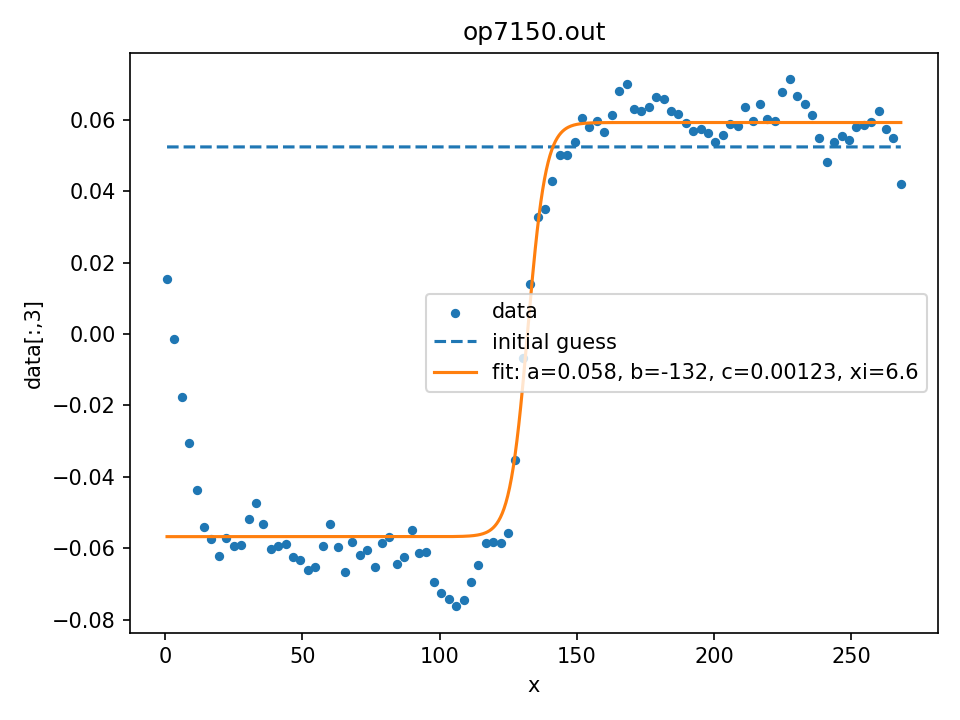 op7150.out
data[:,3]
0.06
0.04
0.02
0.00
−0.02
−0.04
−0.06
−0.08
data
initial guess
fit: a=0.058, b=-132, c=0.00123, xi=6.6
0 50 100 150 200 250
x